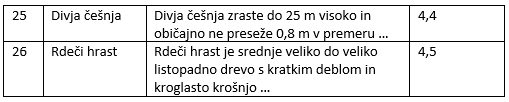 25 Divja češnja Divja češnja zraste do 25 m visoko in 4,4
običajno ne preseže 0,8 m v premeru ...
26 Rdeči hrast Rdeči hrast je srednje veliko do veliko 4,5
listopadno drevo s kratkim deblom in
kroglasto krošnjo ...